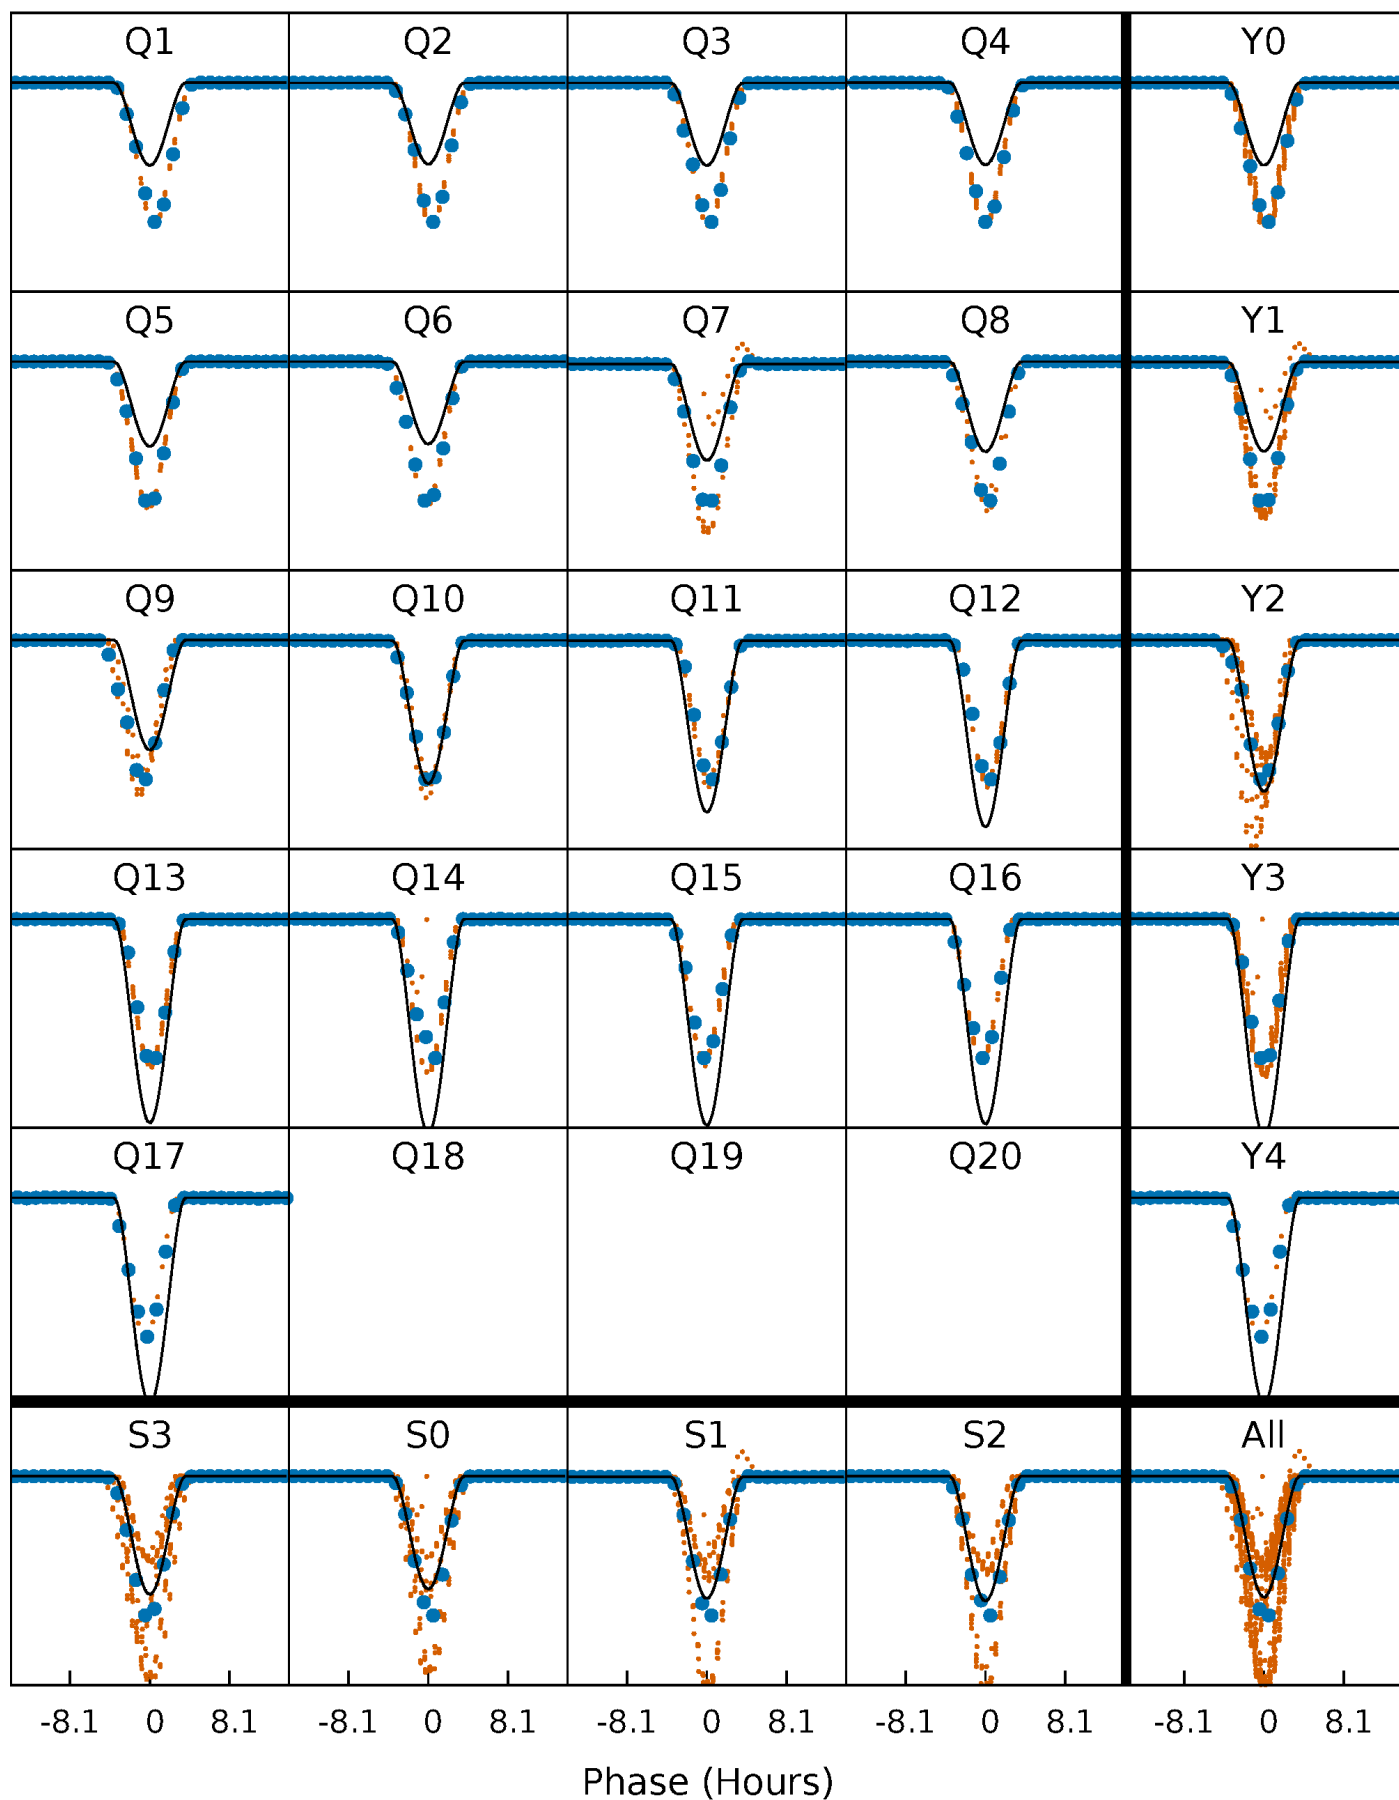 Q1 Q2 Q3 Q4 Y0
Q5 Q6 Q7 Q8 Y1
Q9 Q10 Q11 Q12 Y2
Q13 Q14 Q15 Q16 Y3
Q17 Q18 Q19 Q20 Y4
S3 S0 S1 S2 All
-8.1 0 8.1 -8.1 0 8.1 -8.1 0 8.1 -8.1 0 8.1 -8.1 0 8.1
Phase (Hours)